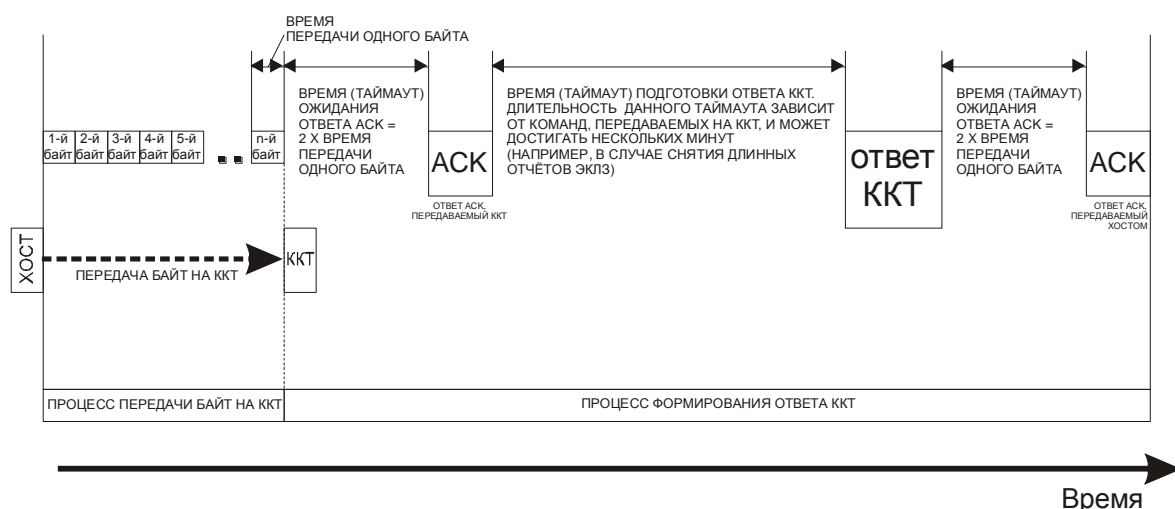 ВРЕМЯ
ПЕРЕДАЧИ ОДНОГО БАЙТА
ВРЕМЯ (ТАЙМАУТ)
ОЖИДАНИЯ
ОТВЕТА АСК =
2 Х ВРЕМЯ
ПЕРЕДАЧИ
ОДНОГО БАЙТА
ВРЕМЯ (ТАЙМАУТ) ПОДГОТОВКИ ОТВЕТА ККТ.
ДЛИТЕЛЬНОСТЬ ДАННОГО ТАЙМАУТА ЗАВИСИТ
ОТ КОМАНД, ПЕРЕДАВАЕМЫХ НА ККТ, И МОЖЕТ
ДОСТИГАТЬ НЕСКОЛЬКИХ МИНУТ
(НАПРИМЕР, В СЛУЧАЕ СНЯТИЯ ДЛИННЫХ
ОТЧЁТОВ ЭКЛЗ)
ВРЕМЯ (ТАЙМАУТ)
ОЖИДАНИЯ
ОТВЕТА АСК =
2 Х ВРЕМЯ
ПЕРЕДАЧИ
ОДНОГО БАЙТА
1-й байт
2-й байт
3-й байт
4-й байт
5-й байт
n-й байт
АСК
ответ
ККТ
АСК
ОТВЕТ АСК,
ПЕРЕДАВАЕМЫЙ ККТ
ОТВЕТ АСК,
ПЕРЕДАВАЕМЫЙ
ХОСТОМ
ХОСТ
ПЕРЕДАЧА БАЙТ НА ККТ
ККТ
ПРОЦЕСС ПЕРЕДАЧИ БАЙТ НА ККТ
ПРОЦЕСС ФОРМИРОВАНИЯ ОТВЕТА ККТ
Время